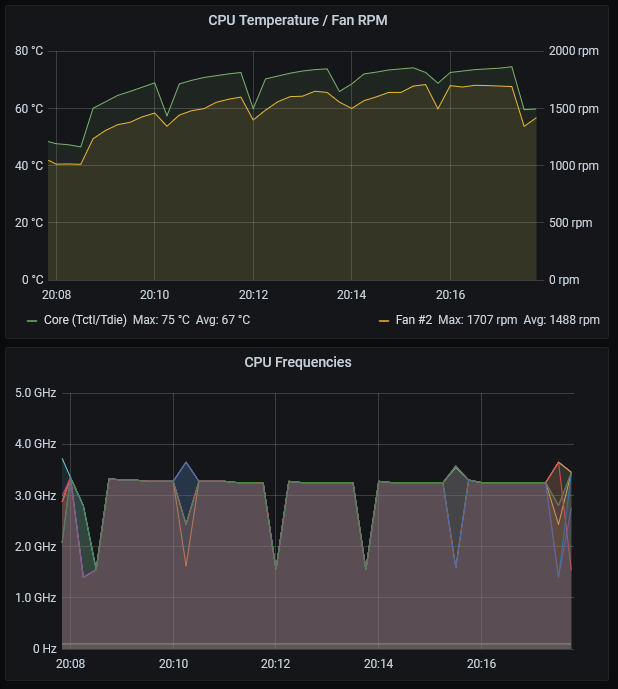 CPU Temperature / Fan RPM
80 °C 2000 rpm
60 °C 1500 rpm
40 °C 1000 rpm
20 °C 500 rpm
0 °C 0 rpm
20:08 20:10 20:12 20:14 20:16
Core (Tctl/Tdie) Max: 75 °C Avg: 67 °C Fan #2 Max: 1707 rpm Avg: 1488 rpm
CPU Frequencies
5.0 GHz
4.0 GHz
3.0 GHz
2.0 GHz
1.0 GHz
0 Hz
20:08 20:10 20:12 20:14 20:16